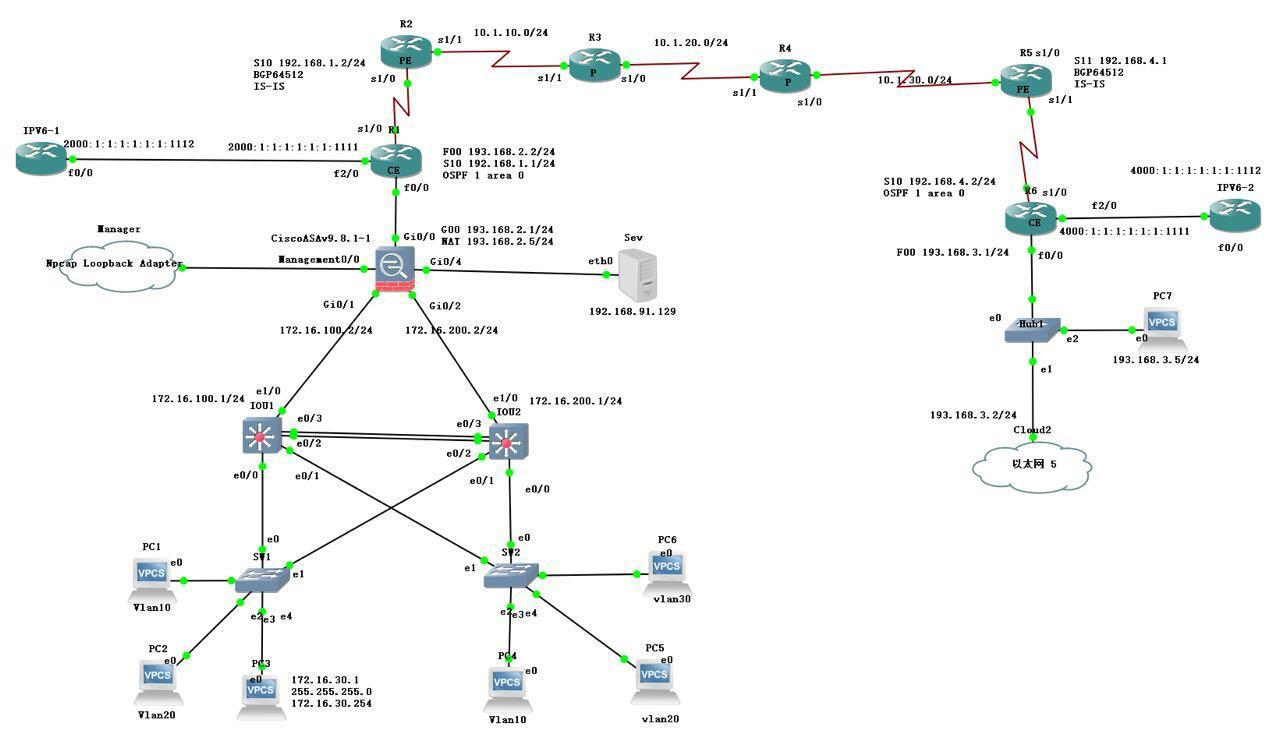 R2
s1/1
10.1.10.0/24
R3
10.1.20.0/24
R4
R5
s1/0
S11 192.168.4.1
BGP64512
IS-IS
S10 192.168.1.2/24
BGP64512
IS-IS
PE
s1/0
P
s1/1
s1/0
P
s1/1
s1/0
10.1.30.0/24
PE
s1/1
s1/0
R1
IPV6-1
2000:1:1:1:1:1:1:1112
2000:1:1:1:1:1:1:1111
f0/0
f2/0
CE
f0/0
F00 193.168.2.2/24
S10 192.168.1.1/24
OSPF 1 area 0
S10 192.168.4.2/24
OSPF 1 area 0
4000:1:1:1:1:1:1:1112
IPV6-2
R6
s1/0
f2/0
CE
4000:1:1:1:1:1:1:1111
f0/0
F00 193.168.3.1/24
f0/0
Manager
Npcap Loopback Adapter
CiscoASAv9.8.1-1
Gi0/0
G00 193.168.2.1/24
NAT 193.168.2.5/24
Management0/0
Gi0/4
Sev
eth0
192.168.91.129
Gi0/1
Gi0/2
172.16.100.2/24
172.16.200.2/24
e0
Hub1
e2
PC7
VPCS
e0
193.168.3.5/24
e1
193.168.3.2/24
Cloud2
以太网 5
172.16.100.1/24
e1/0
IOU1
e0/3
e0/2
e0/0
e0/1
e1/0
IOU2
172.16.200.1/24
e0/3
e0/2
e0/1
e0/0
PC1
e0
VPCS
Vlan10
e0
SW1
e1
e2
e3
e4
PC2
e0
VPCS
Vlan20
PC3
e0
VPCS
172.16.30.1
255.255.255.0
172.16.30.254
e0
SW2
e1
e2
e3
e4
PC6
e0
VPCS
vlan30
PC4
e0
VPCS
Vlan10
PC5
e0
VPCS
vlan20